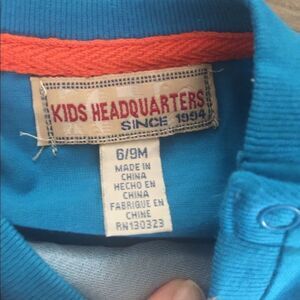 KIDS HEADQUARTERS
SINCE 1994
6/9M
MADE IN
CHINA
HECHO EN
CHINA
FABRIQUE EN
CHINE
RN130323